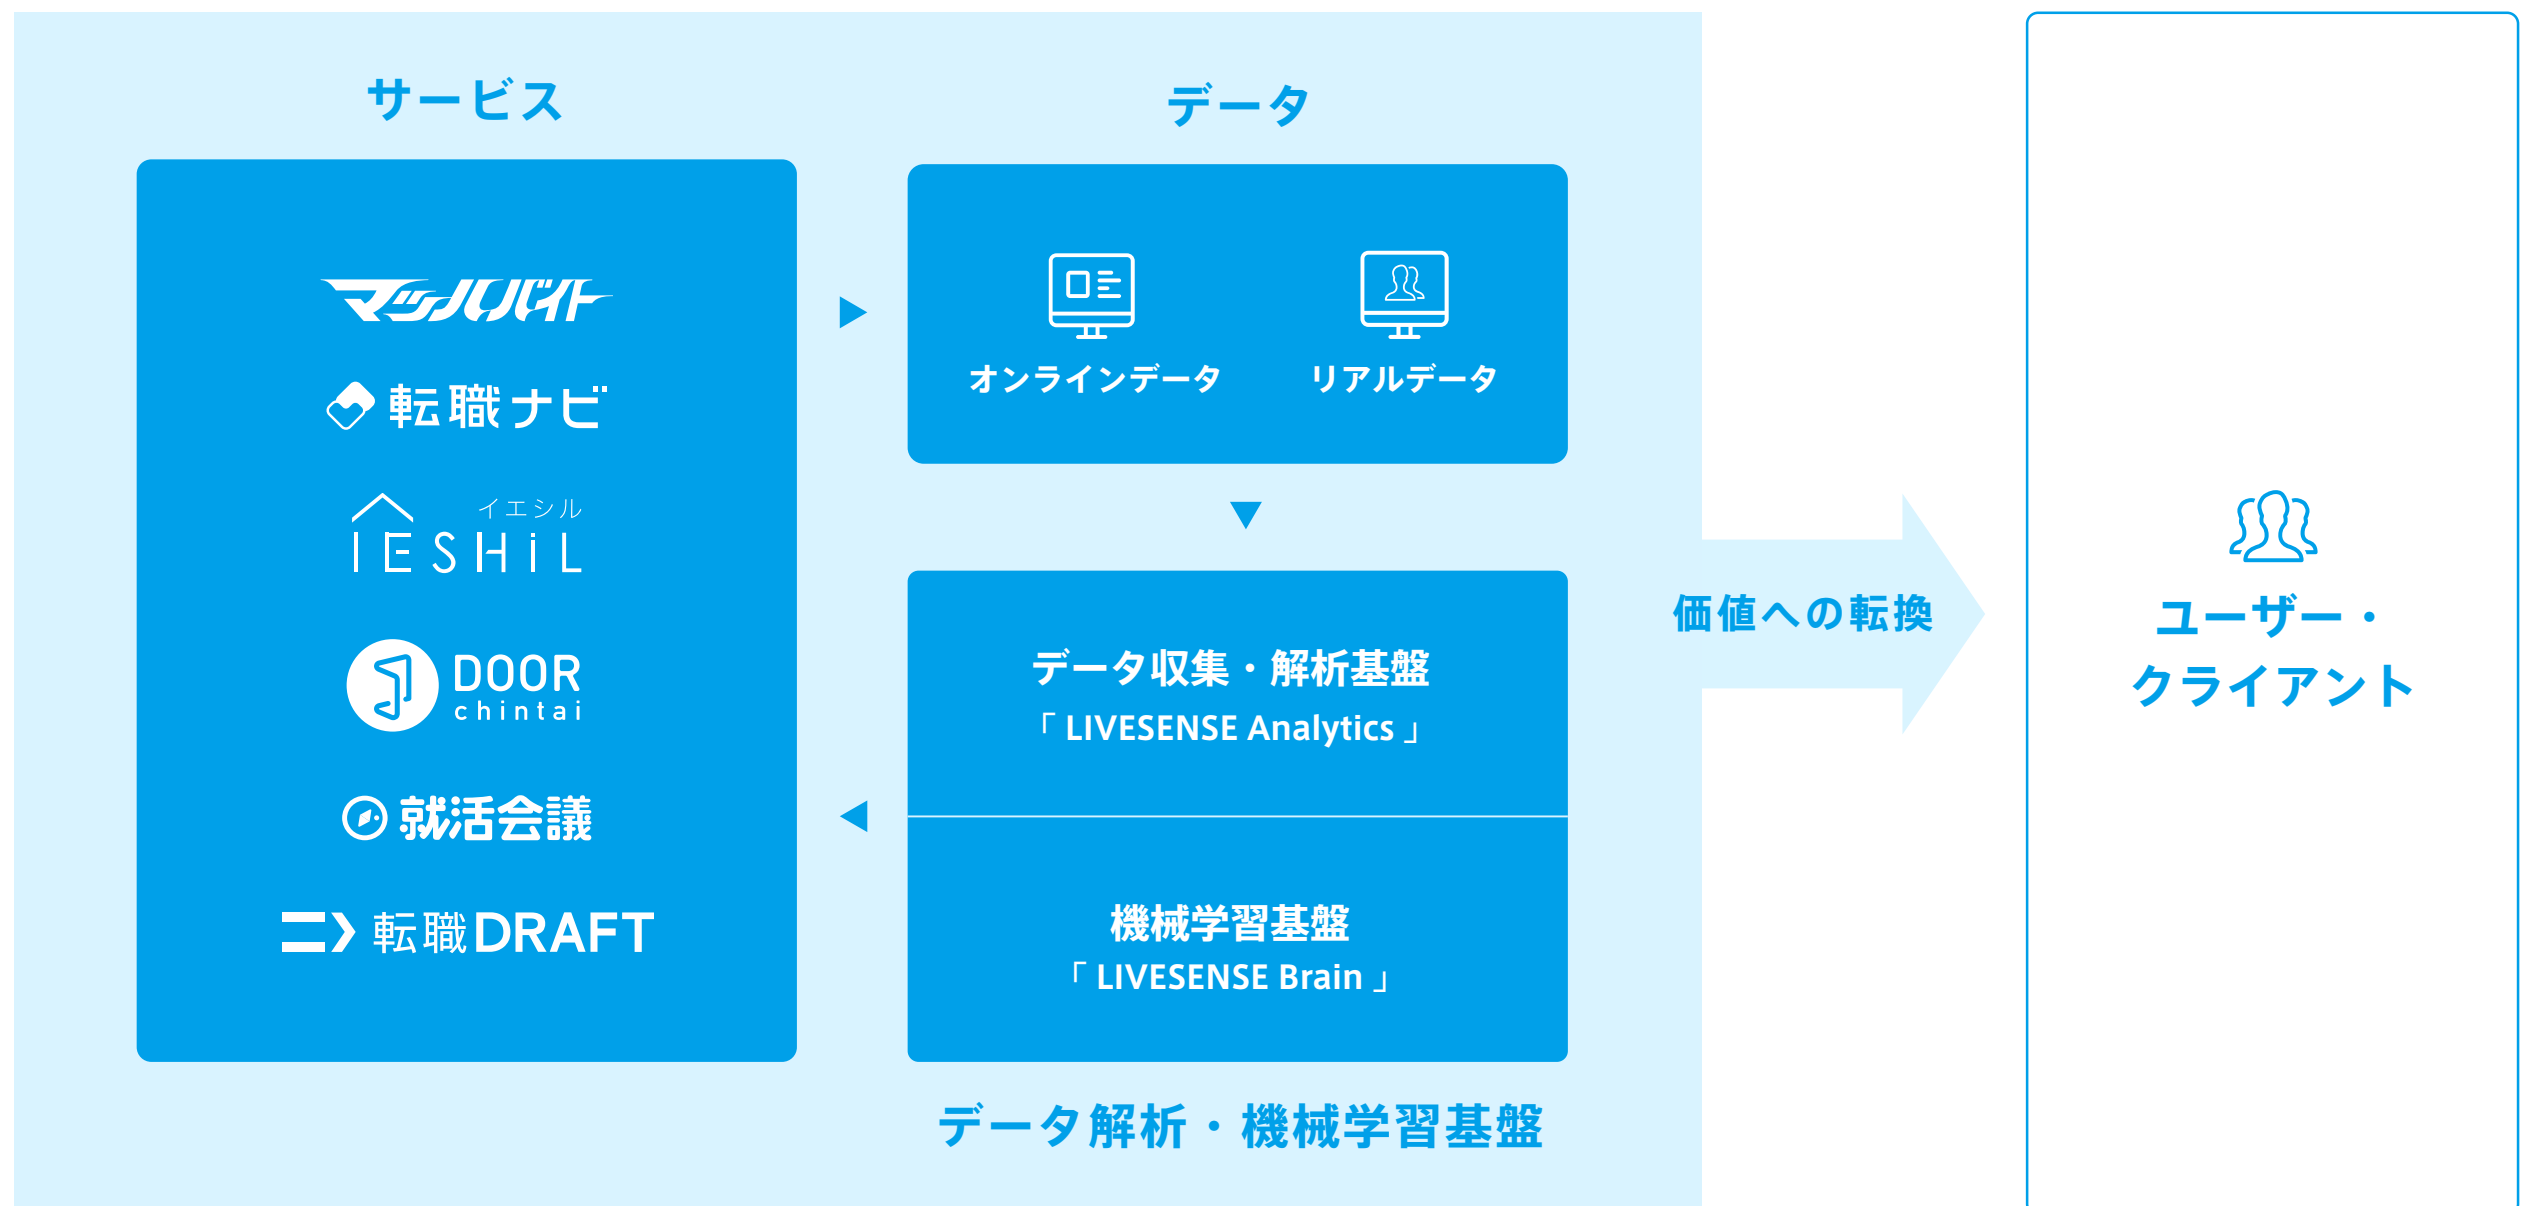 サービス
マッハバイト
転職ナビ
イエシル
IESHiL
DOOR
chintai
就活会議
転職DRAFT
データ
オンラインデータ
リアルデータ
データ収集・解析基盤
「 LIVESENSE Analytics 」
機械学習基盤
「 LIVESENSE Brain 」
データ解析・機械学習基盤
価値への転換
ユーザー・
クライアント